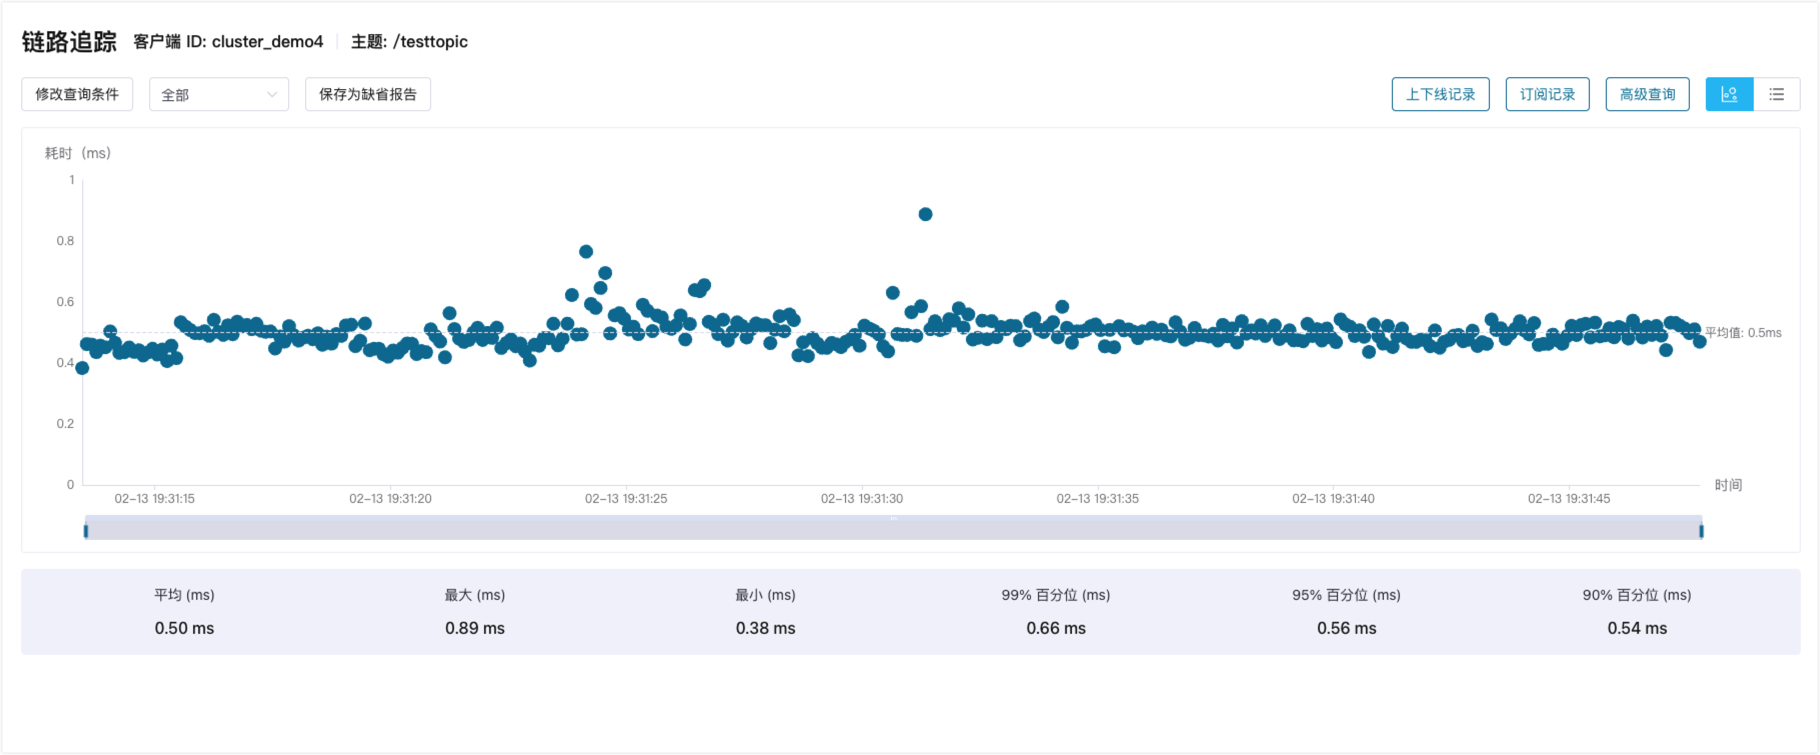 链路追踪 客户端 ID: cluster_demo4 主题: /testtopic
修改查询条件 全部 保存为缺省报告 上下线记录 订阅记录 高级查询
耗时 (ms)
1
0.8
0.6
平均值: 0.5ms
0.4
0.2
0
时间
02-13 19:31:15 02-13 19:31:20 02-13 19:31:25 02-13 19:31:30 02-13 19:31:35 02-13 19:31:40 02-13 19:31:45
平均 (ms) 最大 (ms) 最小 (ms) 99% 百分位 (ms) 95% 百分位 (ms) 90% 百分位 (ms)
0.50 ms 0.89 ms 0.38 ms 0.66 ms 0.56 ms 0.54 ms